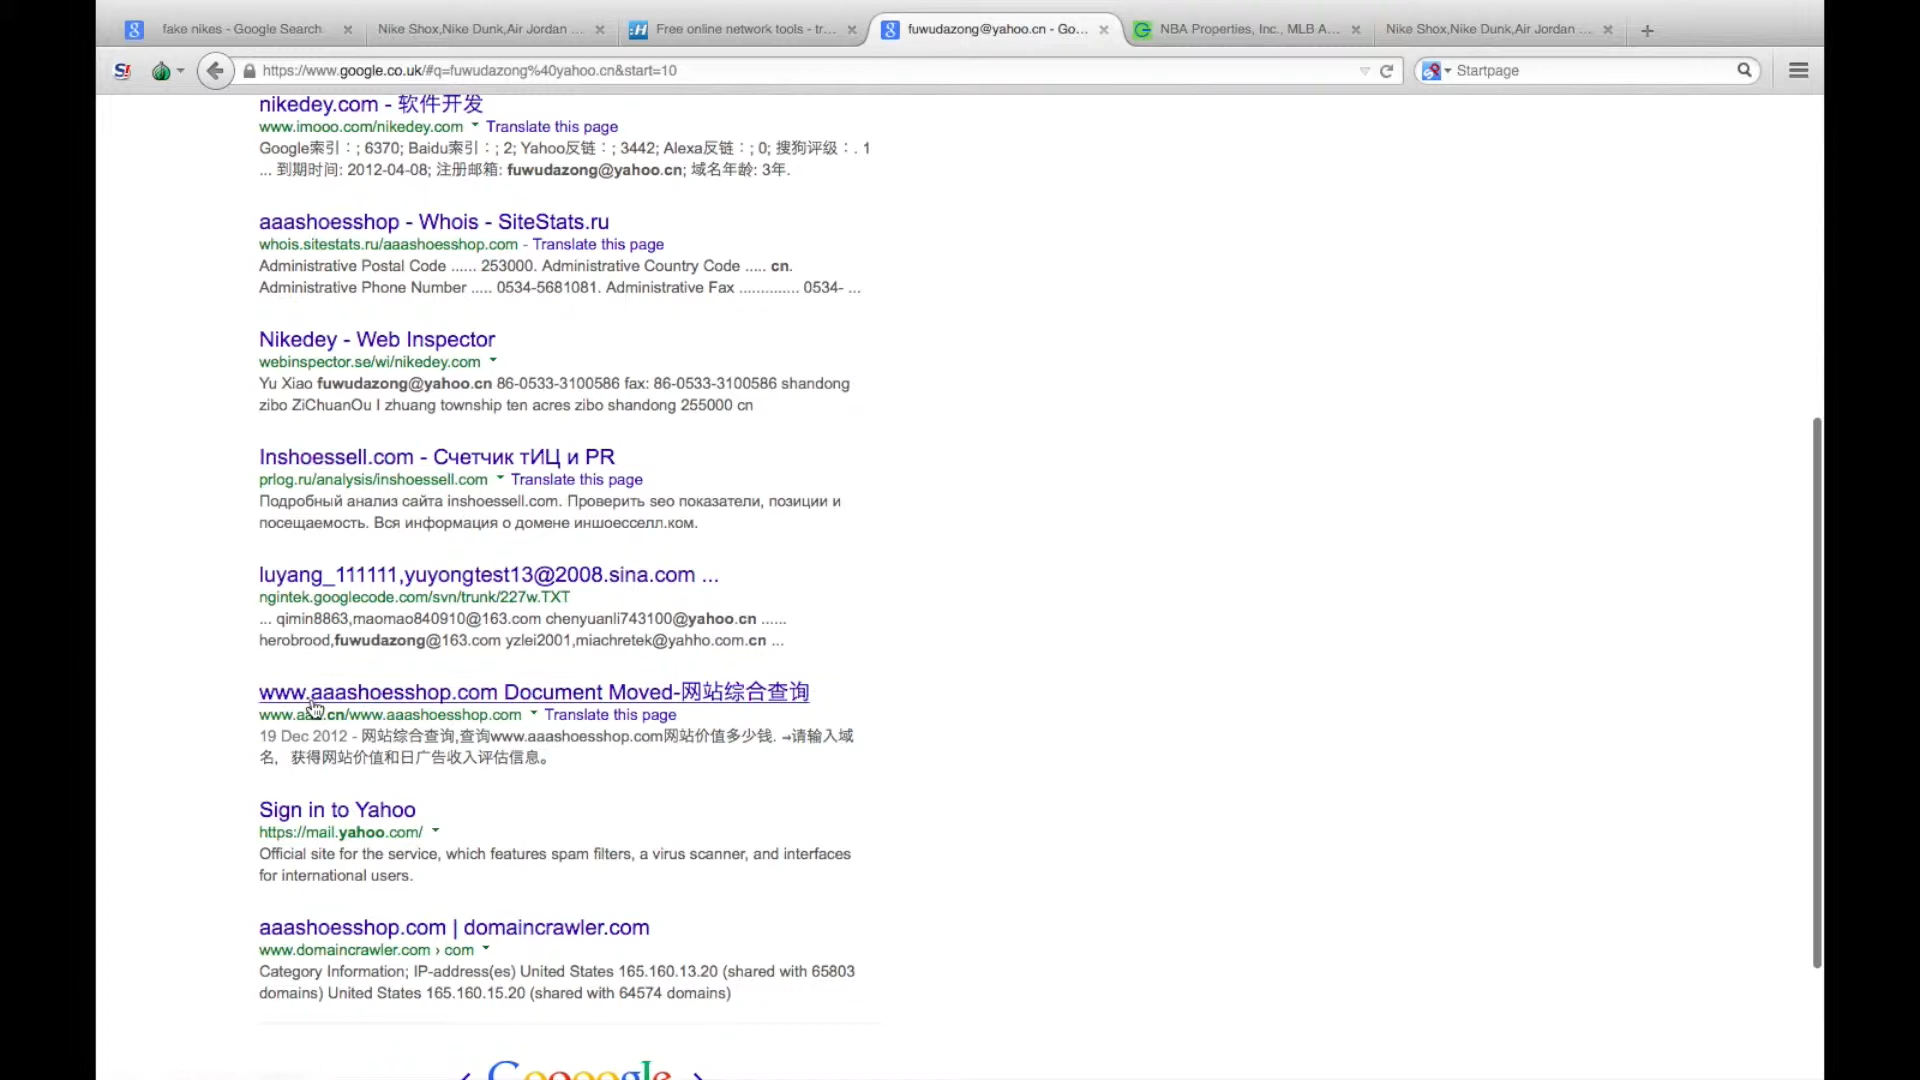 fake nikes - Google Search
Nike Shox,Nike Dunk,Air Jordan ...
Free online network tools - tr...
fuwudazong@yahoo.cn - Go...
NBA Properties, Inc., MLB A...
Nike Shox,Nike Dunk,Air Jordan ...
https://www.google.co.uk/#q=fuwudazong%40yahoo.cn&start=10
Startpage
nikedey.com - 软件开发
www.imooo.com/nikedey.com Translate this page
Google索引：; 6370; Baidu索引：; 2; Yahoo反链：; 3442; Alexa反链：; 0; 搜狗评级：. 1
... 到期时间: 2012-04-08; 注册邮箱: fuwudazong@yahoo.cn; 域名年龄: 3年.
aaashoesshop - Whois - SiteStats.ru
whois.sitestats.ru/aaashoesshop.com - Translate this page
Administrative Postal Code ...... 253000. Administrative Country Code ..... cn.
Administrative Phone Number ..... 0534-5681081. Administrative Fax .............. 0534- ...
Nikedey - Web Inspector
webinspector.se/wi/nikedey.com
Yu Xiao fuwudazong@yahoo.cn 86-0533-3100586 fax: 86-0533-3100586 shandong
zibo ZiChuanOu l zhuang township ten acres zibo shandong 255000 cn
Inshoessell.com - Счетчик тИЦ и PR
prlog.ru/analysis/inshoessell.com Translate this page
Подробный анализ сайта inshoessell.com. Проверить seo показатели, позиции и
посещаемость. Вся информация о домене иншоесселл.ком.
luyang_111111,yuyongtest13@2008.sina.com ...
ngintek.googlecode.com/svn/trunk/227w.TXT
... qimin8863,maomao840910@163.com chenyuanli743100@yahoo.cn ......
herobrood,fuwudazong@163.com yzlei2001,miachretek@yahho.com.cn ...
www.aaashoesshop.com Document Moved-网站综合查询
.cn/www.aaashoesshop.com Translate this page
19 Dec 2012 - 网站综合查询,查询www.aaashoesshop.com网站价值多少钱. →请输入域
名，获得网站价值和日广告收入评估信息。
Sign in to Yahoo
https://mail.yahoo.com/
Official site for the service, which features spam filters, a virus scanner, and interfaces
for international users.
aaashoesshop.com | domaincrawler.com
www.domaincrawler.com › com
Category Information; IP-address(es) United States 165.160.13.20 (shared with 65803
domains) United States 165.160.15.20 (shared with 64574 domains)